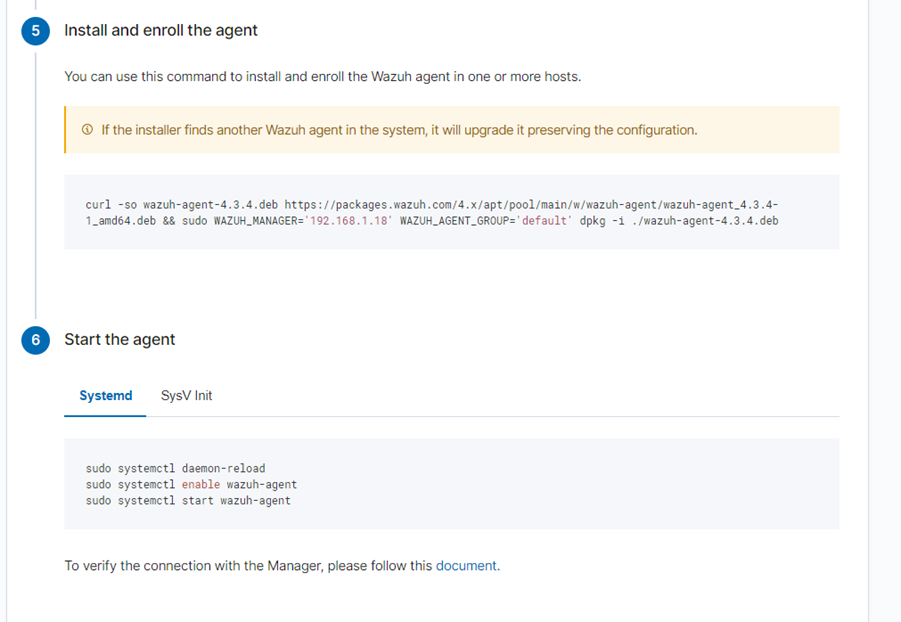 5 Install and enroll the agent
You can use this command to install and enroll the Wazuh agent in one or more hosts.
If the installer finds another Wazuh agent in the system, it will upgrade it preserving the configuration.
curl -so wazuh-agent-4.3.4.deb https://packages.wazuh.com/4.x/apt/pool/main/w/wazuh-agent/wazuh-agent_4.3.4-
1_amd64.deb && sudo WAZUH_MANAGER='192.168.1.18' WAZUH_AGENT_GROUP='default' dpkg -i ./wazuh-agent-4.3.4.deb
6 Start the agent
Systemd SysV Init
sudo systemctl daemon-reload
sudo systemctl enable wazuh-agent
sudo systemctl start wazuh-agent
To verify the connection with the Manager, please follow this document.